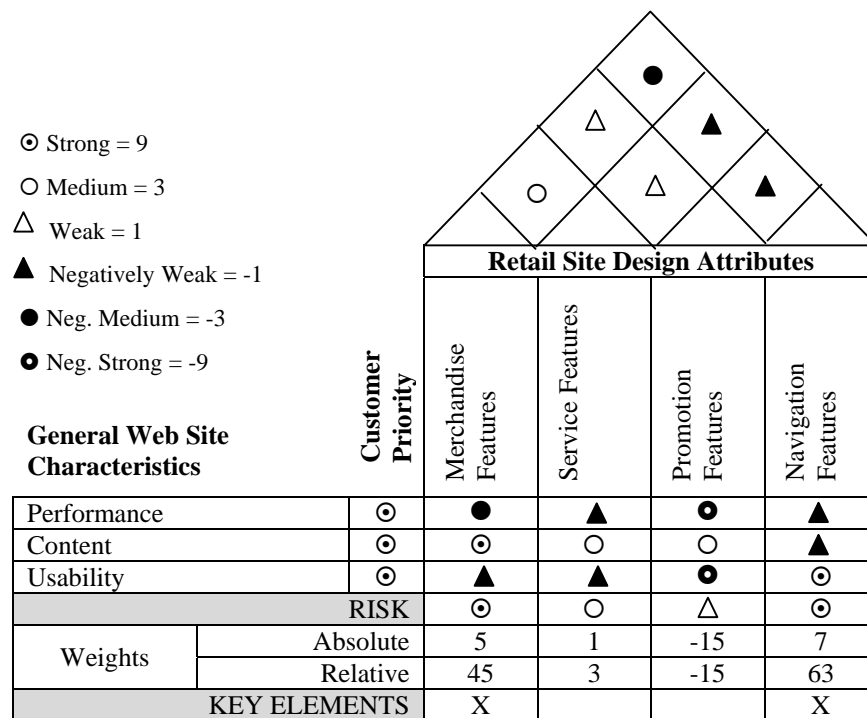 ⊙ Strong = 9
○ Medium = 3
△ Weak = 1
▲ Negatively Weak = -1
● Neg. Medium = -3
Neg. Strong = -9
Retail Site Design Attributes
General Web Site
Characteristics
Customer
Priority
Merchandise
Features
Service Features
Promotion
Features
Navigation
Features
Performance
Content
Usability
RISK
Weights
Absolute 5 1 -15 7
Relative 45 3 -15 63
KEY ELEMENTS X X